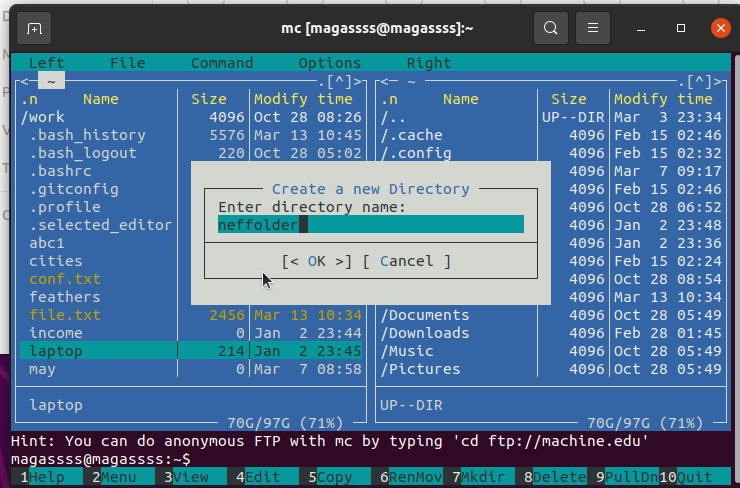 mc [magassss@magassss]:~
Left File Command Options Right
<─ ~ .[^]> <─ ~ .[^]>
.n Name Size Modify time .n Name Size Modify time
/work 4096 Oct 28 08:26 /.. UP--DIR Mar 3 23:34
.bash_history 5576 Mar 13 10:45 /.cache 4096 Feb 15 02:46
.bash_logout 220 Oct 28 05:02 /.config 4096 Feb 15 02:32
.bashrc 4096 Mar 7 09:17
.gitconfig Create a new Directory 4096 Feb 15 02:46
.profile Enter directory name: 4096 Oct 28 06:52
.selected_editor neffolder 4096 Jan 2 23:48
abc1 4096 Jan 2 23:36
cities [< OK >] [ Cancel ] 4096 Feb 15 02:24
conf.txt 4096 Oct 28 08:54
feathers 4096 Mar 13 10:34
file.txt 2456 Mar 13 10:34 /Documents 4096 Oct 28 05:49
income 0 Jan 2 23:44 /Downloads 4096 Feb 28 01:45
laptop 214 Jan 2 23:45 /Music 4096 Oct 28 05:49
may 0 Mar 7 08:58 /Pictures 4096 Oct 28 05:49
laptop UP--DIR
70G/97G (71%) 70G/97G (71%)
Hint: You can do anonymous FTP with mc by typing 'cd ftp://machine.edu'
magassss@magassss:~$
1Help 2Menu 3View 4Edit 5Copy 6RenMov 7Mkdir 8Delete 9PullDn 10Quit